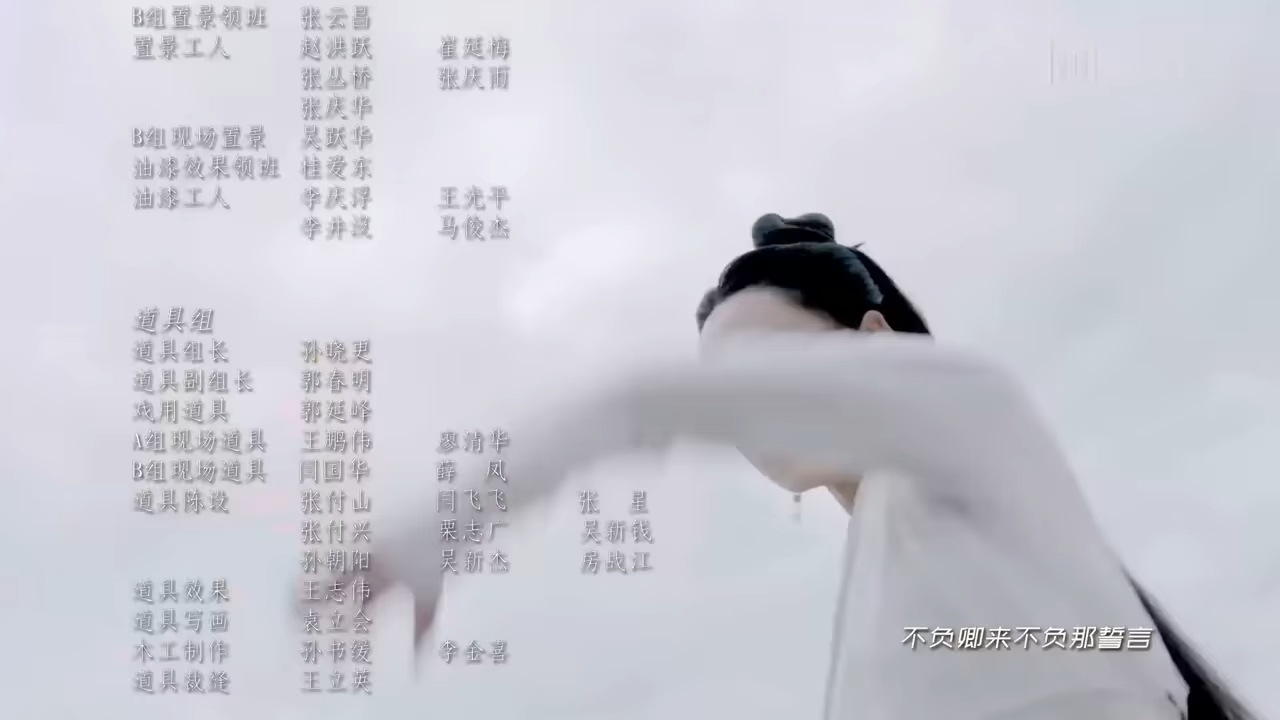 B组置景领班 张云昌
置景工人 赵洪跃 崔延梅
张丛桥 张庆雨
张庆华
B组现场置景 吴跃华
油漆效果领班 桂爱东
油漆工人 李庆浮 王光平
李井沒 马俊杰
道具组
道具组长 孙晓更
道具副组长 郭春明
戏用道具 郭延峰
A组现场道具 王鹏伟 廖清华
B组现场道具 闫国华 薛 凤
道具陈设 张付山 闫飞飞 张 星
张付兴 栗志广 吴新钱
孙朝阳 吴新杰 房战江
道具效果 王志伟
道具写画 袁立会
木工制作 孙书缓 李金喜
道具裁缝 王立英
不负卿来不负那誓言